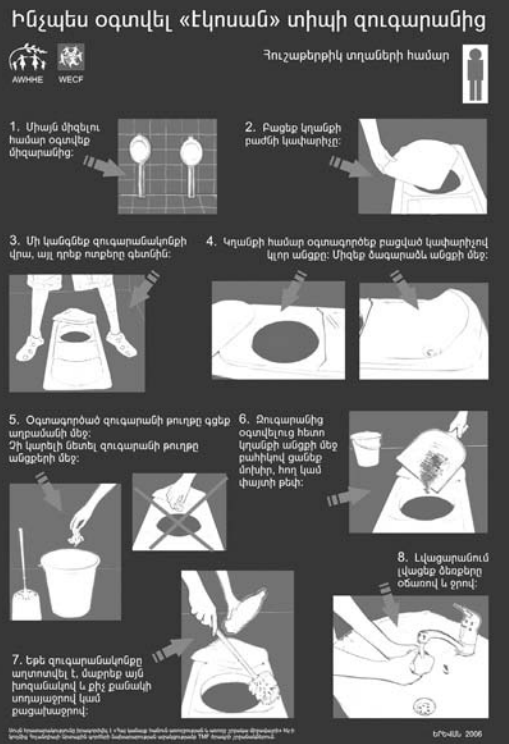 Ինչպես օգտվել «էկոսան» տիպի զուգարանից
AWHHE WECF
Հուշաթերթիկ տղաների համար
1. Միայն միզելու
համար օգտվեք
միզարանից:
2. Բացեք կղանքի
բաժնի կափարիչը:
3. Մի կանգնեք զուգարանակոնքի
վրա, այլ դրեք ոտքերը գետնին:
4. Կղանքի համար օգտագործեք բացված կափարիչով
կլոր անցքը: Միզեք ձագարաձև անցքի մեջ:
5. Օգտագործած զուգարանի թուղթը գցեք
աղբամանի մեջ:
Չի կարելի նետել զուգարանի թուղթը
անցքերի մեջ:
6. Զուգարանից
օգտվելուց հետո
կղանքի անցքի մեջ
բահիկով ցանեք
մոխիր, հող կամ
փայտի թեփ:
7. Եթե զուգարանակոնքը
աղտոտվել է, մաքրեք այն
խոզանակով և քիչ քանակի
սոդայաջրով կամ
քացախաջրով:
8. Լվացարանում
լվացեք ձեռքերը
օճառով և ջրով:
ԵՐԵՎԱՆ 2006